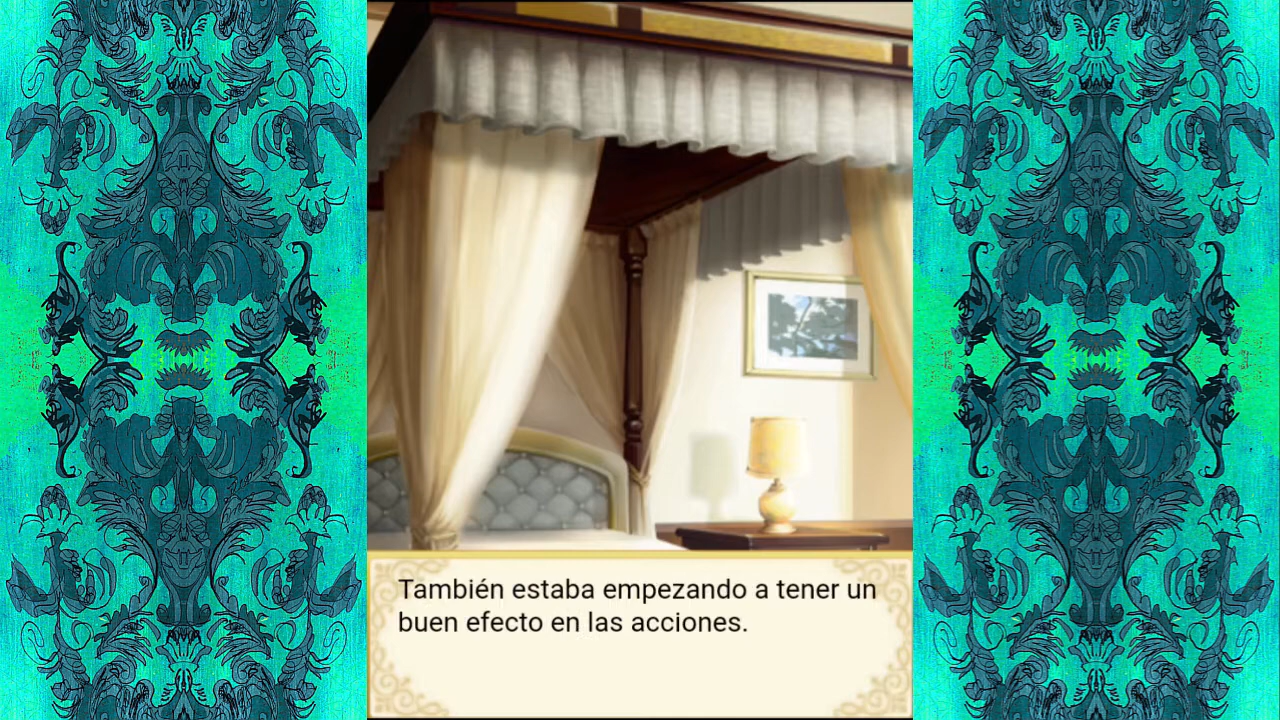 También estaba empezando a tener un
buen efecto en las acciones.